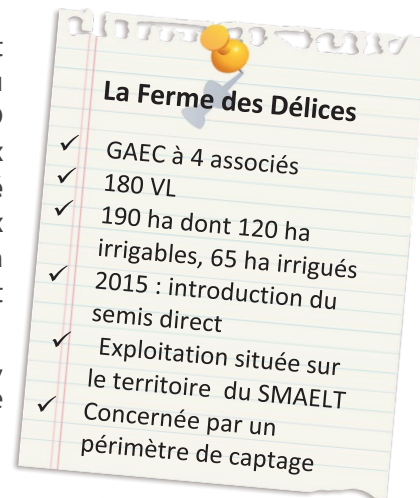 La Ferme des Délices
✓ GAEC à 4 associés
✓ 180 VL
✓ 190 ha dont 120 ha
irrigables, 65 ha irrigués
✓ 2015 : introduction du
semis direct
✓ Exploitation située sur
le territoire du SMAELT
✓ Concernée par un
périmètre de captage